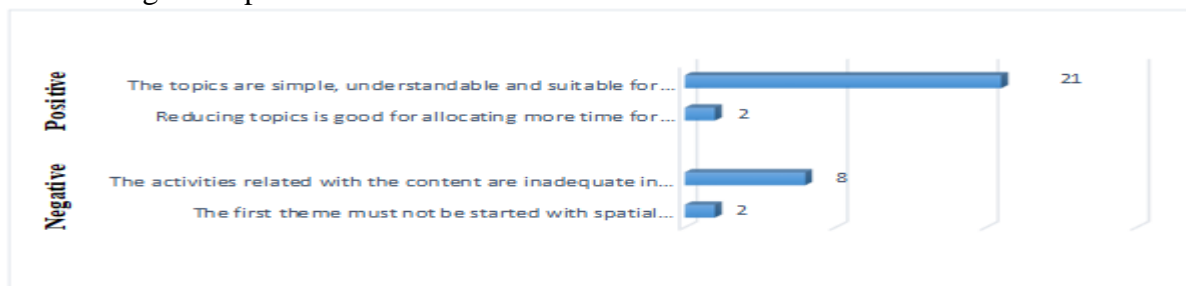 Positive
The topics are simple, understandable and suitable for...
21
Reducing topics is good for allocating more time for...
2
Negative
The activities related with the content are inadequate in...
8
The first theme must not be started with spatial...
2